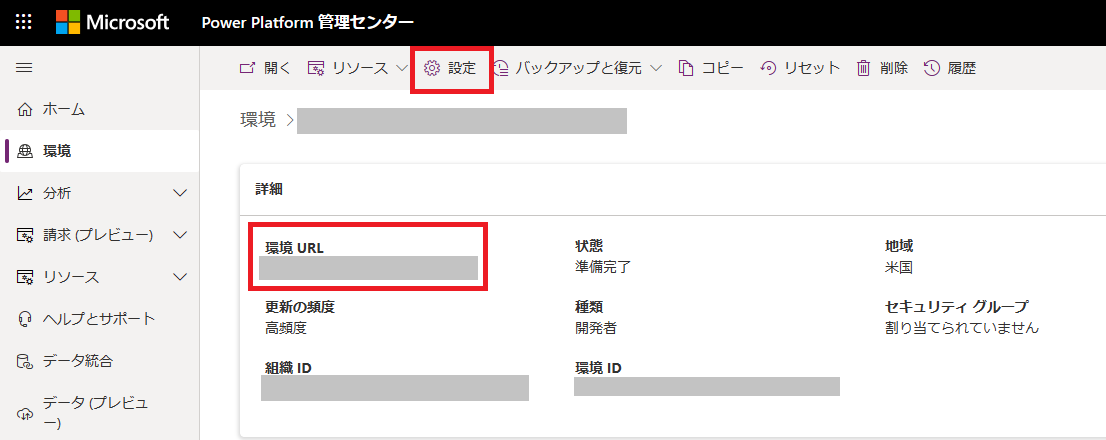 Microsoft Power Platform 管理センター
開く リソース 設定 バックアップと復元 コピー リセット 削除 履歴
ホーム
環境
分析
請求 (プレビュー)
リソース
ヘルプとサポート
データ統合
データ (プレビュ
ー)
環境 >
詳細
環境 URL
状態
準備完了
地域
米国
更新の頻度
高頻度
種類
開発者
セキュリティ グループ
割り当てられていません
組織 ID
環境 ID